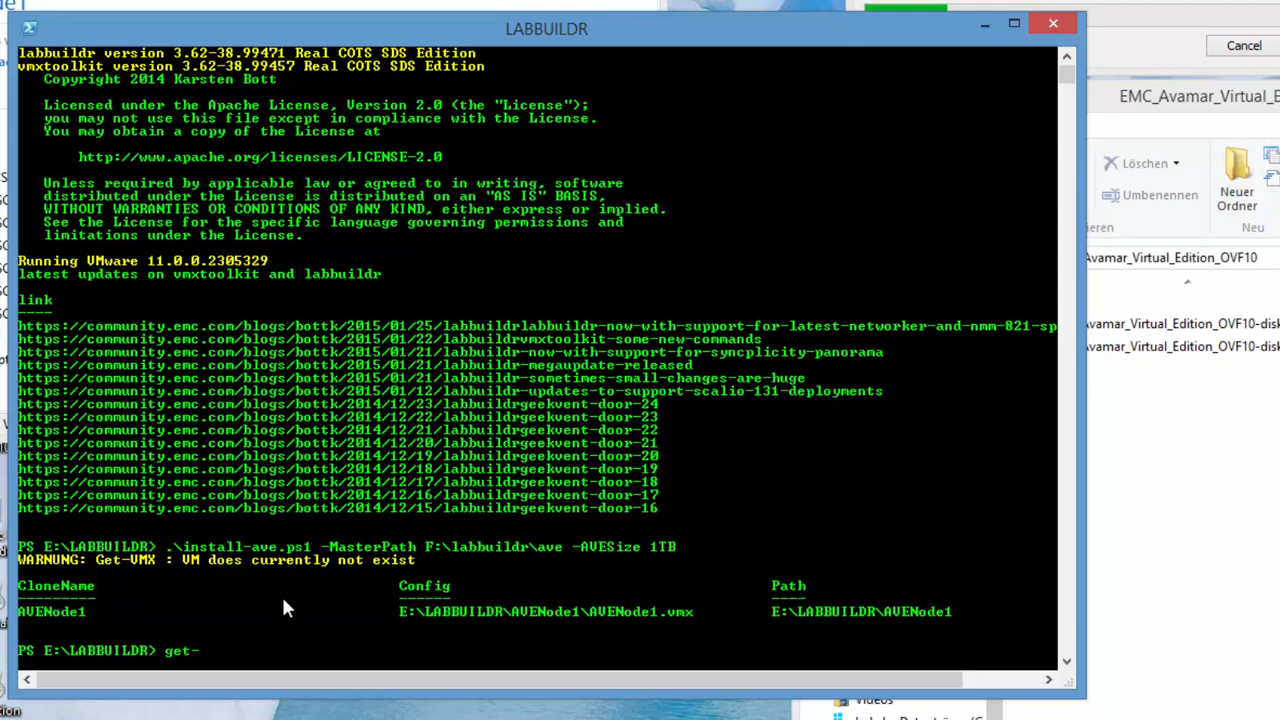 LABBUILDR
labbuildr version 3.62-38.99471 Real COTS SDS Edition
vmxtoolkit version 3.62-38.99457 Real COTS SDS Edition
Copyright 2014 Karsten Bott
Licensed under the Apache License, Version 2.0 (the "License");
you may not use this file except in compliance with the License.
You may obtain a copy of the License at
http://www.apache.org/licenses/LICENSE-2.0
Unless required by applicable law or agreed to in writing, software
distributed under the License is distributed on an "AS IS" BASIS,
WITHOUT WARRANTIES OR CONDITIONS OF ANY KIND, either express or implied.
See the License for the specific language governing permissions and
limitations under the License.
Running VMware 11.0.0.2305329
latest updates on vmxtoolkit and labbuildr
link
----
https://community.emc.com/blogs/bottk/2015/01/25/labbuildrlabbuildr-now-with-support-for-latest-networker-and-nmm-821-sp
https://community.emc.com/blogs/bottk/2015/01/22/labbuildrvmxtoolkit-some-new-commands
https://community.emc.com/blogs/bottk/2015/01/21/labbuildr-now-with-support-for-syncplicity-panorama
https://community.emc.com/blogs/bottk/2015/01/21/labbuildr-megaupdate-released
https://community.emc.com/blogs/bottk/2015/01/21/labbuildr-sometimes-small-changes-are-huge
https://community.emc.com/blogs/bottk/2015/01/12/labbuildr-updates-to-support-scalio-131-deployments
https://community.emc.com/blogs/bottk/2014/12/23/labbuildrgeekvent-door-24
https://community.emc.com/blogs/bottk/2014/12/22/labbuildrgeekvent-door-23
https://community.emc.com/blogs/bottk/2014/12/21/labbuildrgeekvent-door-22
https://community.emc.com/blogs/bottk/2014/12/20/labbuildrgeekvent-door-21
https://community.emc.com/blogs/bottk/2014/12/19/labbuildrgeekvent-door-20
https://community.emc.com/blogs/bottk/2014/12/18/labbuildrgeekvent-door-19
https://community.emc.com/blogs/bottk/2014/12/17/labbuildrgeekvent-door-18
https://community.emc.com/blogs/bottk/2014/12/16/labbuildrgeekvent-door-17
https://community.emc.com/blogs/bottk/2014/12/15/labbuildrgeekvent-door-16
PS E:\LABBUILDR> .\install-ave.ps1 -MasterPath F:\labbuildr\ave -AVESize 1TB
WARNUNG: Get-VMX : VM does currently not exist
CloneName Config Path
--------- ------ ----
AVENode1 E:\LABBUILDR\AVENode1\AVENode1.vmx E:\LABBUILDR\AVENode1
PS E:\LABBUILDR> get-
Cancel
EMC_Avamar_Virtual_E
Löschen
Umbenennen
Neuer
Ordner
ieren
Neu
Avamar_Virtual_Edition_OVF10
Avamar_Virtual_Edition_OVF10-disk
Avamar_Virtual_Edition_OVF10-disk
Videos